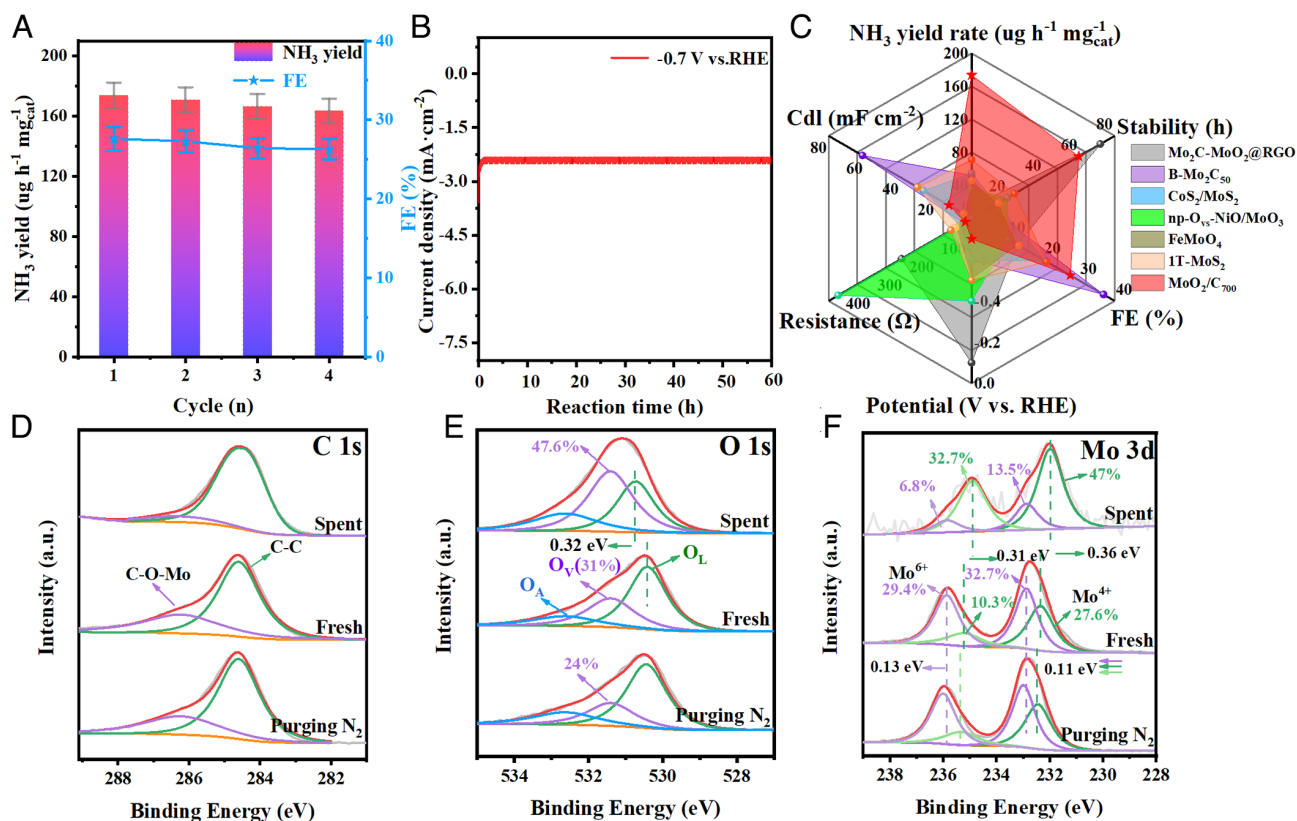 A
NH3 yield
FE
NH3 yield (ug h-1 mg-1cat)
FE (%)
200
160
120
80
40
0
40
30
20
10
0
1
2
3
4
Cycle (n)
B
-0.7 V vs.RHE
Current density (mA·cm-2)
0.0
-1.5
-3.0
-4.5
-6.0
-7.5
0
10
20
30
40
50
60
Reaction time (h)
C
NH3 yield rate (ug h-1 mg-1cat)
200
160
120
80
Cdl (mF cm-2)
80
60
40
20
Stability (h)
80
60
20
FE (%)
40
30
20
10
Resistance (Ω)
400
300
200
Potential (V vs. RHE)
-0.4
-0.2
0.0
Mo2C-MoO2@RGO
B-Mo2C50
CoS2/MoS2
np-Ovs-NiO/MoO3
FeMoO4
1T-MoS2
MoO2/C700
D
C 1s
Spent
C-C
C-O-Mo
Fresh
Purging N2
Intensity (a.u.)
288
286
284
282
Binding Energy (eV)
E
O 1s
47.6%
Spent
0.32 eV
OL
OV(31%)
OA
Fresh
24%
Purging N2
Intensity (a.u.)
534
532
530
528
Binding Energy (eV)
F
Mo 3d
32.7%
13.5%
6.8%
47%
Spent
0.31 eV
0.36 eV
Mo6+
29.4%
32.7%
10.3%
Mo4+
27.6%
Fresh
0.13 eV
0.11 eV
Purging N2
Intensity (a.u.)
238
236
234
232
230
228
Binding Energy (eV)